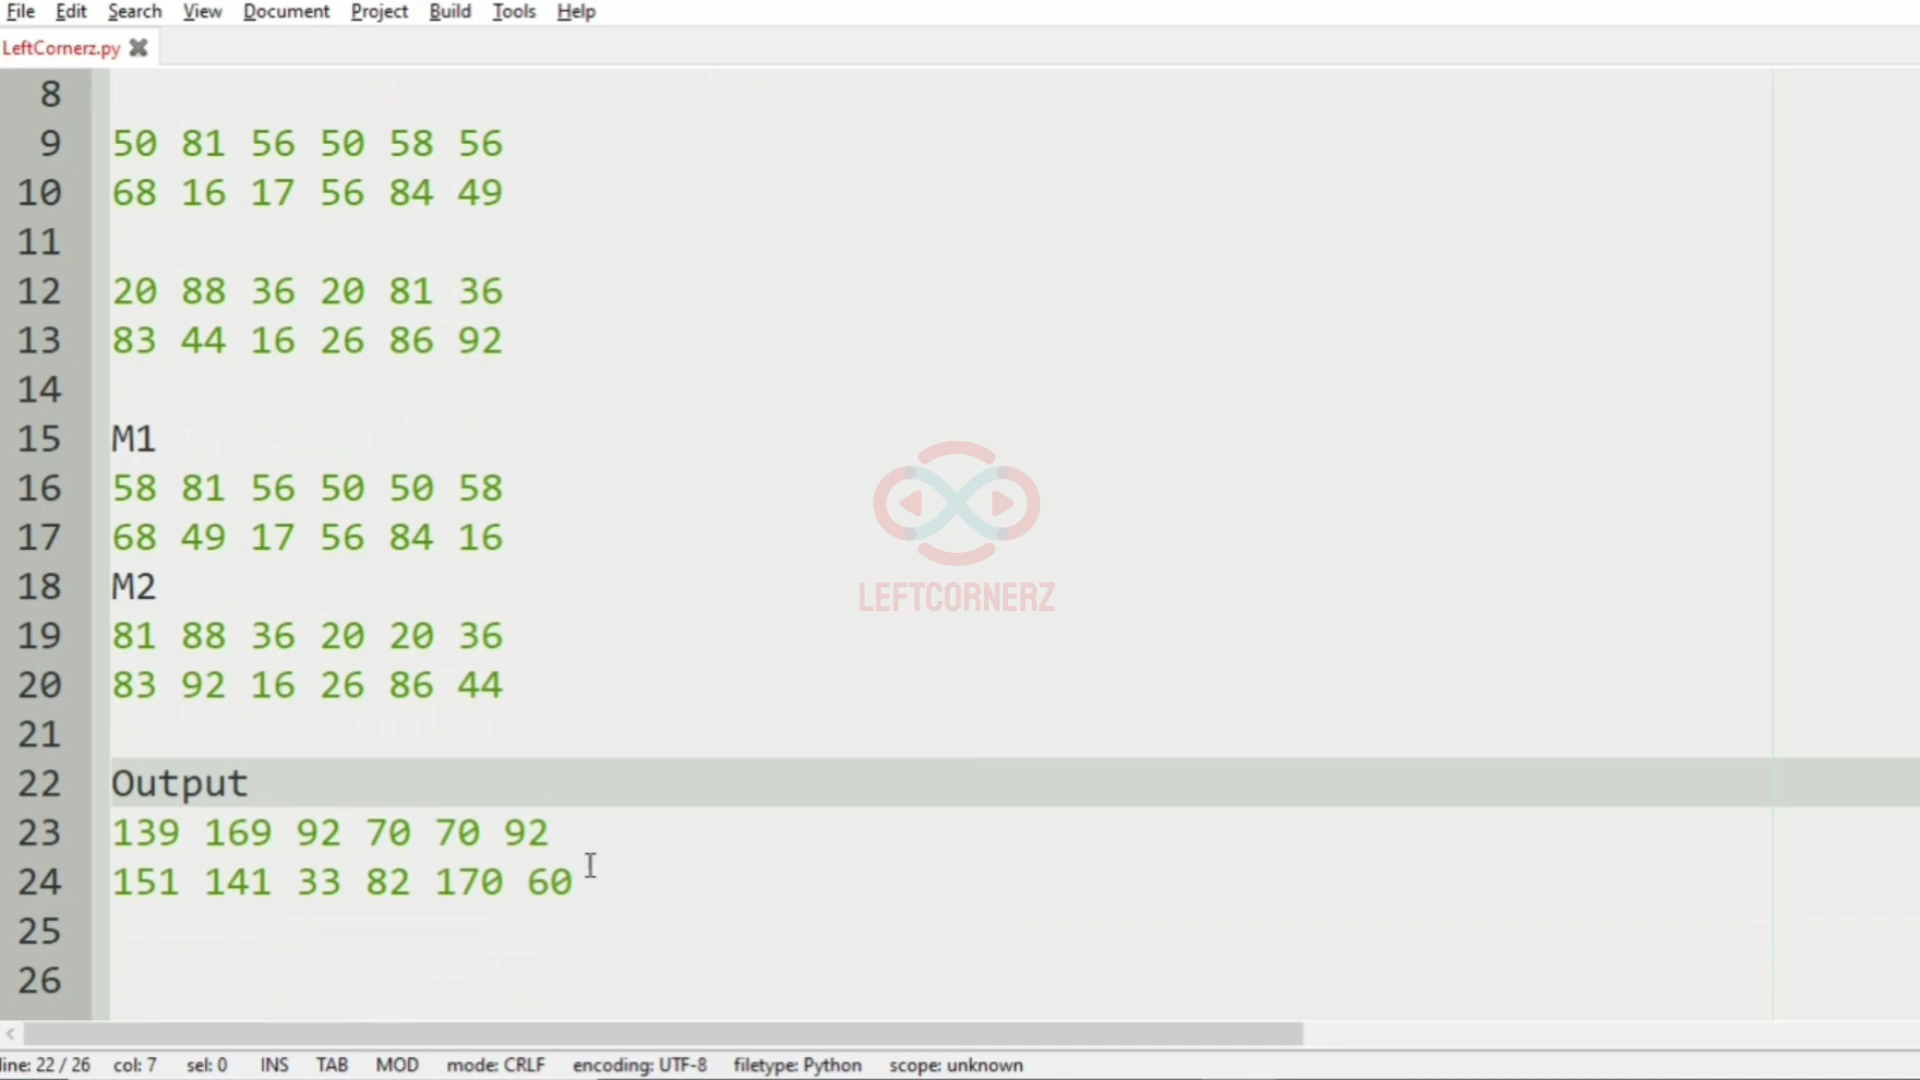 File Edit Search View Document Project Build Tools Help
LeftCornerz.py
8
9 50 81 56 50 58 56
10 68 16 17 56 84 49
11
12 20 88 36 20 81 36
13 83 44 16 26 86 92
14
15 M1
16 58 81 56 50 50 58
17 68 49 17 56 84 16
18 M2
19 81 88 36 20 20 36
20 83 92 16 26 86 44
21
22 Output
23 139 169 92 70 70 92
24 151 141 33 82 170 60
25
26
LEFTCORNERZ
line: 22 / 26 col: 7 sel: 0 INS TAB MOD mode: CRLF encoding: UTF-8 filetype: Python scope: unknown